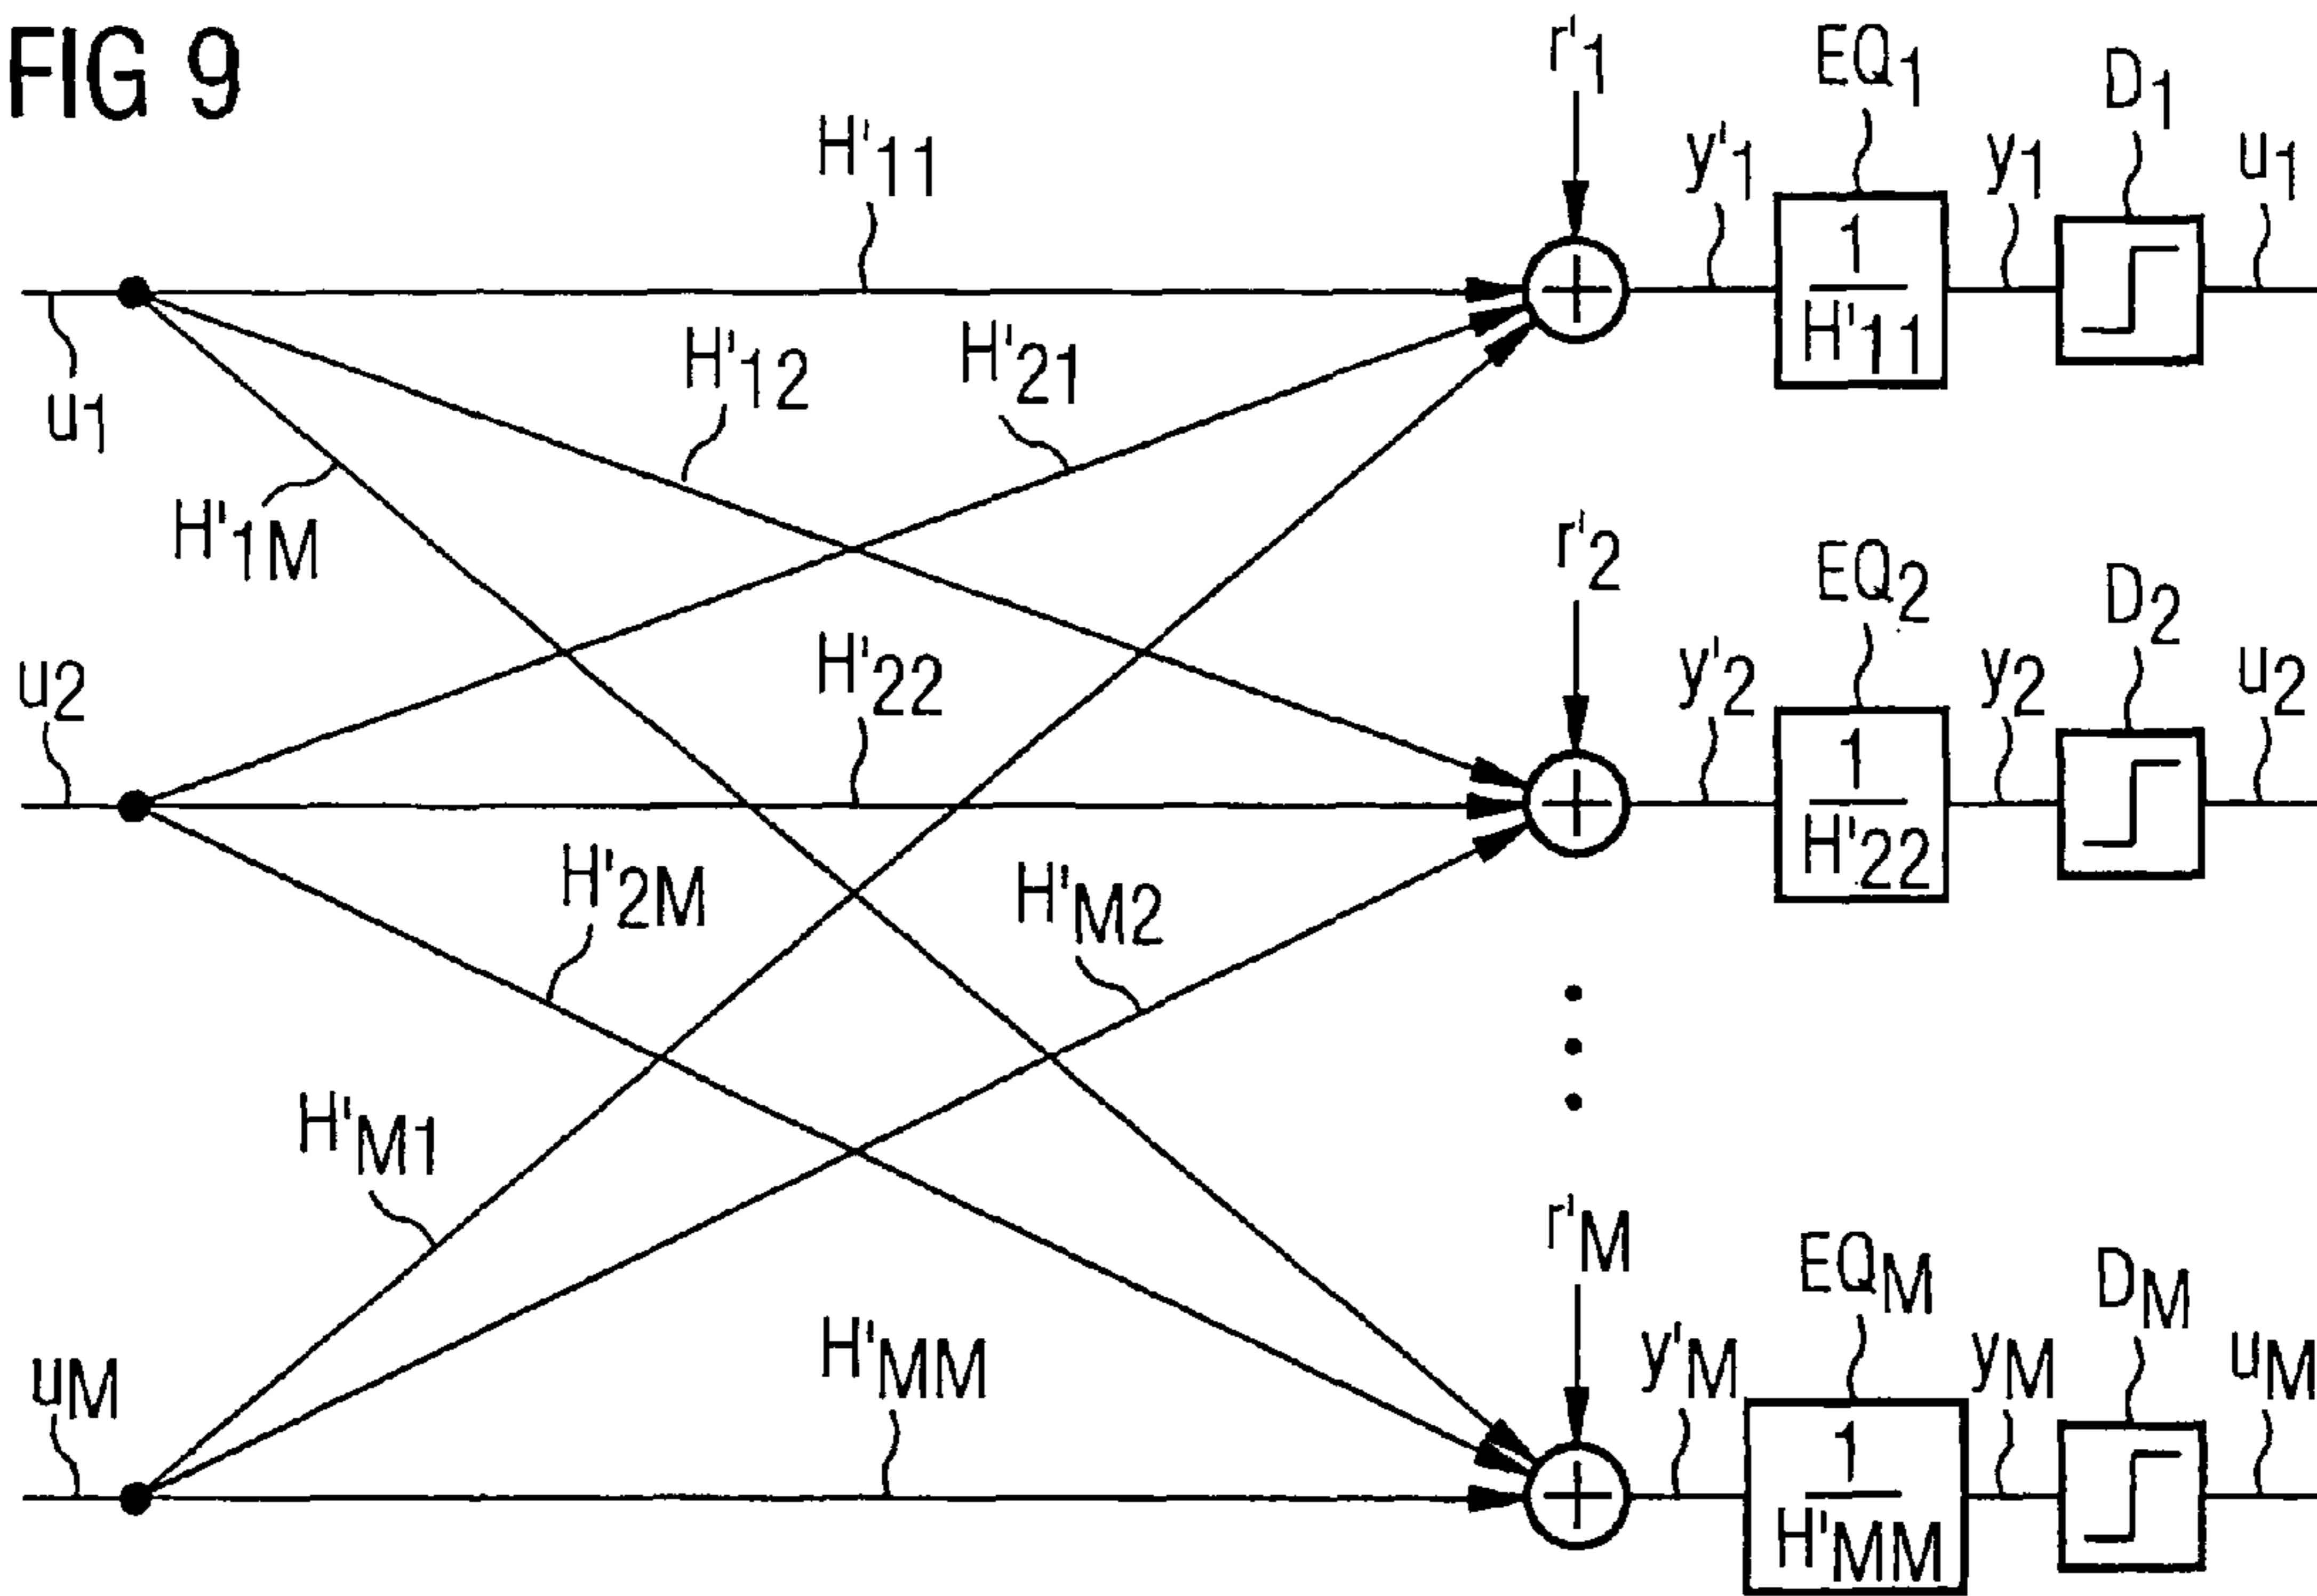 FIG 9
r'1
EQ1
D1
H'11
y'1
y1
u1
1
H'11
u1
H'12
H'21
H'1M
r'2
EQ2
D2
u2
H'22
y'2
y2
u2
1
H'22
H'2M
H'M2
H'M1
r'M
EQM
DM
uM
H'MM
y'M
yM
uM
1
H'MM